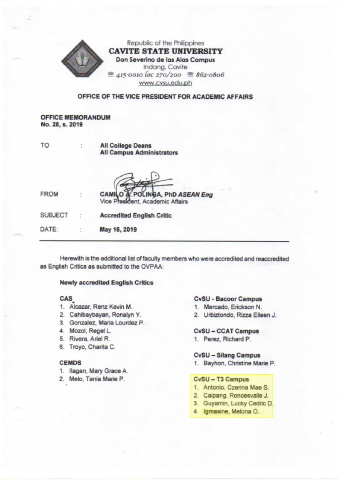 Republic of the Philippines
CAVITE STATE UNIVERSITY
Don Severino de las Alas Campus
Indang, Cavite
☎ 415-0010 loc 270/200 ☎ 862-0806
www.cvsu.edu.ph
OFFICE OF THE VICE PRESIDENT FOR ACADEMIC AFFAIRS
OFFICE MEMORANDUM
No. 28, s. 2019
TO : All College Deans
All Campus Administrators
FROM : CAMILO A. POLINGA, PhD ASEAN Eng
Vice President, Academic Affairs
SUBJECT : Accredited English Critic
DATE: : May 16, 2019
Herewith is the additional list of faculty members who were accredited and reaccredited
as English Critics as submitted to the OVPAA:
Newly accredited English Critics
CAS
1. Alcazar, Renz Kevin M.
2. Cahibaybayan, Ronalyn Y.
3. Gonzalez, Maria Lourdez P.
4. Mozol, Regel L.
5. Rivera, Ariel R.
6. Troyo, Charita C.
CEMDS
1. Ilagan, Mary Grace A.
2. Melo, Tania Marie P.
CvSU - Bacoor Campus
1. Mercado, Erickson N.
2. Urbiztondo, Rizza Eileen J.
CvSU – CCAT Campus
1. Perez, Richard P.
CvSU – Silang Campus
1. Bayhon, Christine Marie P.
CvSU – T3 Campus
1. Antonio, Czerina Mae S.
2. Caipang, Roncesvalle J.
3. Guyamin, Lucky Cedric D.
4. Igmasine, Melona O.